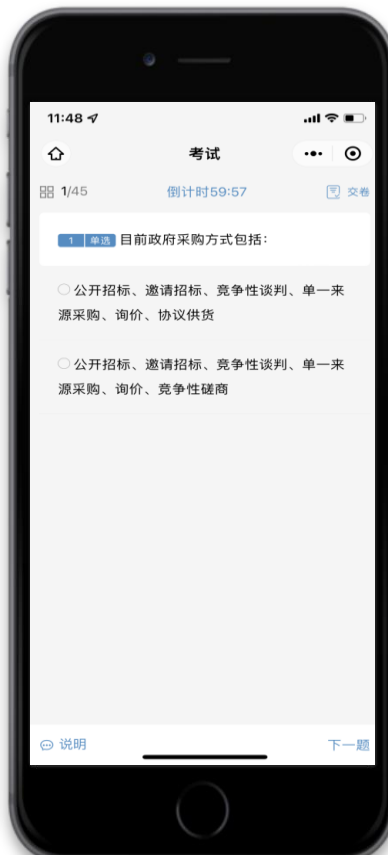 11:48
考试
1/45
倒计时59:57
交卷
1 单选 目前政府采购方式包括：
公开招标、邀请招标、竞争性谈判、单一来
源采购、询价、协议供货
公开招标、邀请招标、竞争性谈判、单一来
源采购、询价、竞争性磋商
说明
下一题